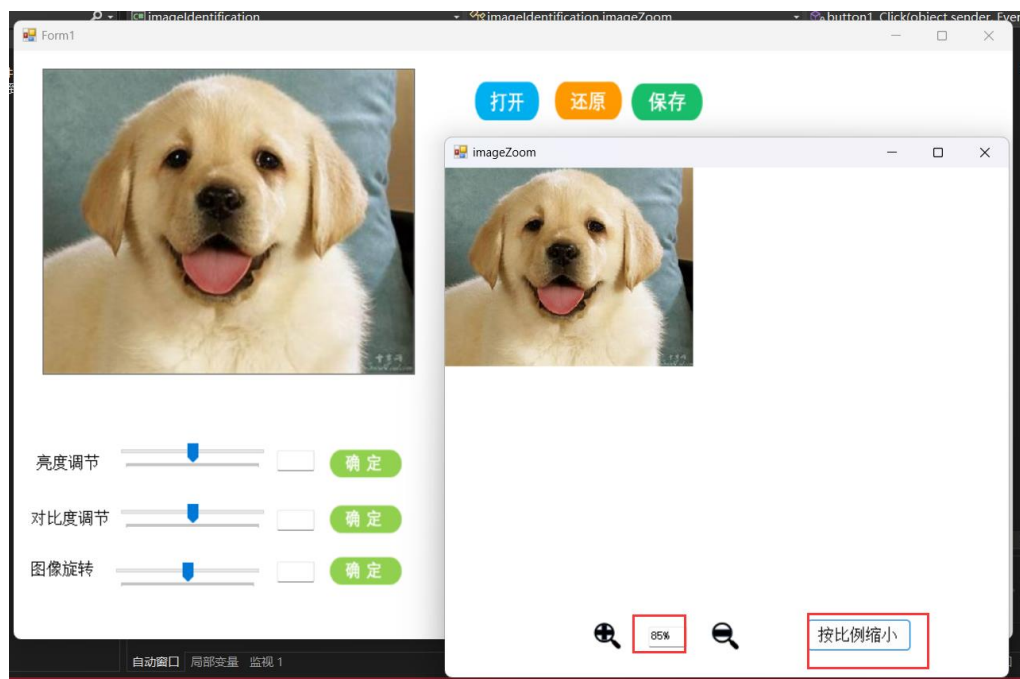 imageIdentification
imageIdentification.imageZoom
button1_Click(object sender, Even
Form1
打开
还原
保存
imageZoom
亮度调节
确 定
对比度调节
确 定
图像旋转
确 定
85%
按比例缩小
自动窗口 局部变量 监视 1